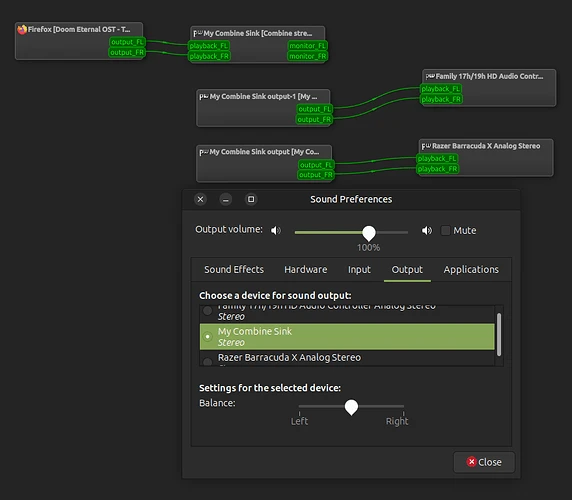 Firefox [Doom Eternal OST - T...
output_FL
output_FR
My Combine Sink [Combine stre...
playback_FL monitor_FL
playback_FR monitor_FR
My Combine Sink output-1 [My ...
output_FL
output_FR
Family 17h/19h HD Audio Contr...
playback_FL
playback_FR
My Combine Sink output [My Co...
output_FL
output_FR
Razer Barracuda X Analog Stereo
playback_FL
playback_FR
Sound Preferences
Output volume:
Mute
100%
Sound Effects Hardware Input Output Applications
Choose a device for sound output:
Family 17h/19h HD Audio Controller Analog Stereo
Stereo
My Combine Sink
Stereo
Razer Barracuda X Analog Stereo
Settings for the selected device:
Balance:
Left Right
Close